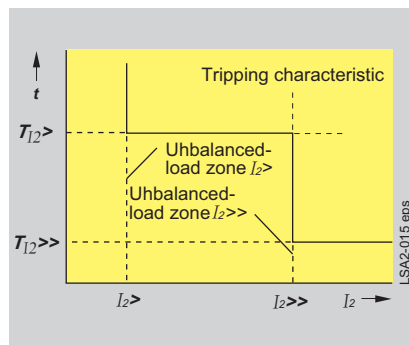 t
Tripping characteristic
TI2>
Uhbalanced-
load zone I2>
Uhbalanced-
load zone I2>>
TI2>>
I2>
I2>>
I2
LSA2-015 eps